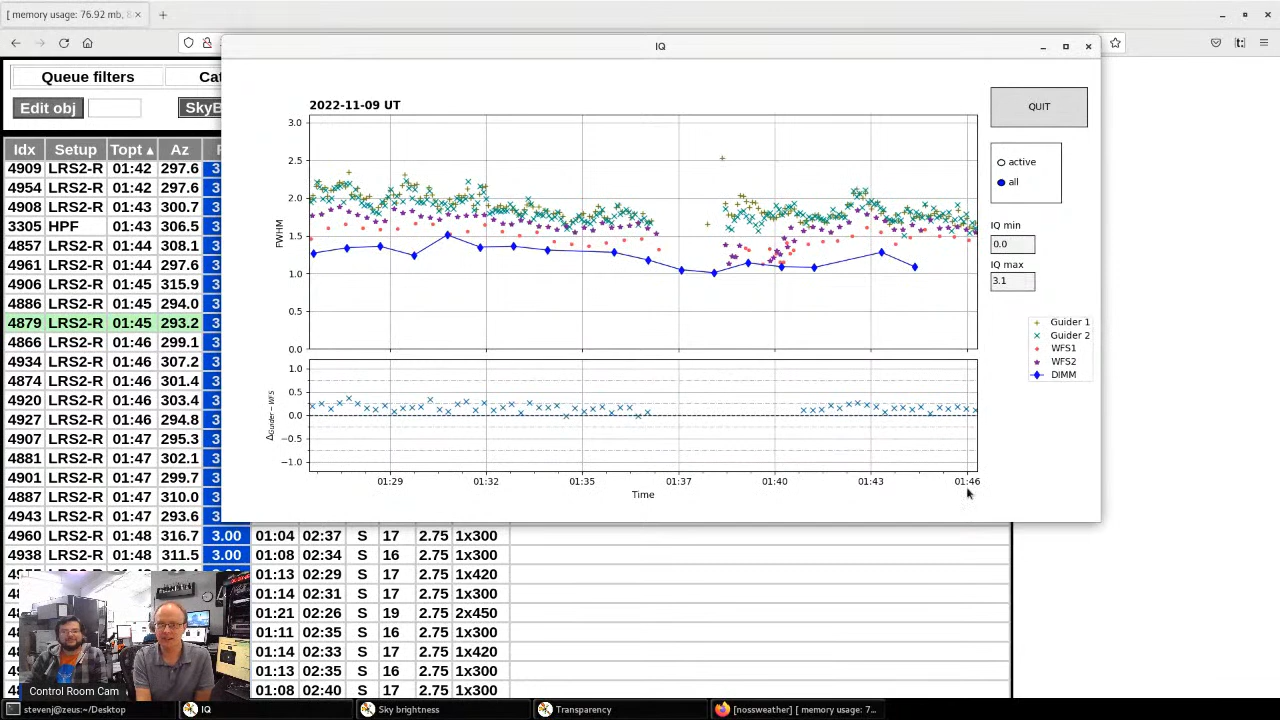 [ memory usage: 76.92 mb, 8
IQ
Queue filters
Cat
Edit obj
SkyB
Idx Setup Topt Az
4909 LRS2-R 01:42 297.6 3
4954 LRS2-R 01:42 297.6 3
4908 LRS2-R 01:43 300.7 3
3305 HPF 01:43 306.5 3
4857 LRS2-R 01:44 308.1 3
4961 LRS2-R 01:44 297.6 3
4906 LRS2-R 01:45 315.9 3
4886 LRS2-R 01:45 294.0 3
4879 LRS2-R 01:45 293.2 3
4866 LRS2-R 01:46 299.1 3
4934 LRS2-R 01:46 307.2 3
4874 LRS2-R 01:46 301.4 3
4920 LRS2-R 01:46 303.4 3
4927 LRS2-R 01:46 294.8 3
4907 LRS2-R 01:47 295.3 3
4881 LRS2-R 01:47 302.1 3
4901 LRS2-R 01:47 299.7 3
4887 LRS2-R 01:47 310.0 3
4943 LRS2-R 01:47 293.6 3
4960 LRS2-R 01:48 316.7 3.00 01:04 02:37 S 17 2.75 1x300
4938 LRS2-R 01:48 311.5 3.00 01:08 02:34 S 16 2.75 1x300
01:13 02:29 S 17 2.75 1x420
01:14 02:31 S 17 2.75 1x300
01:21 02:26 S 19 2.75 2x450
01:11 02:35 S 16 2.75 1x300
01:14 02:33 S 17 2.75 1x420
01:13 02:35 S 16 2.75 1x300
01:08 02:40 S 17 2.75 1x300
2022-11-09 UT
3.0
2.5
2.0
1.5
1.0
0.5
0.0
FWHM
1.0
0.5
0.0
−0.5
−1.0
ΔGuider−WFS
01:29 01:32 01:35 01:37 01:40 01:43 01:46
Time
QUIT
active
all
IQ min
0.0
IQ max
3.1
Guider 1
Guider 2
WFS1
WFS2
DIMM
Control Room Cam
stevenj@zeus:~/Desktop
IQ
Sky brightness
Transparency
[nossweather] [ memory usage: 7...